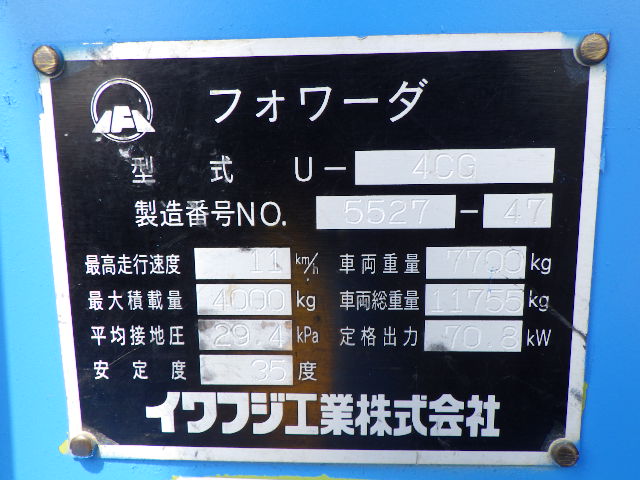 フォワーダ
型式 U-4CG
製造番号NO. 5527-47
最高走行速度 11 km/h 車両重量 7700 kg
最大積載量 4000 kg 車両総重量 11755 kg
平均接地圧 29.4 kPa 定格出力 70.8 kW
安定度 35 度
イワフジ工業株式会社